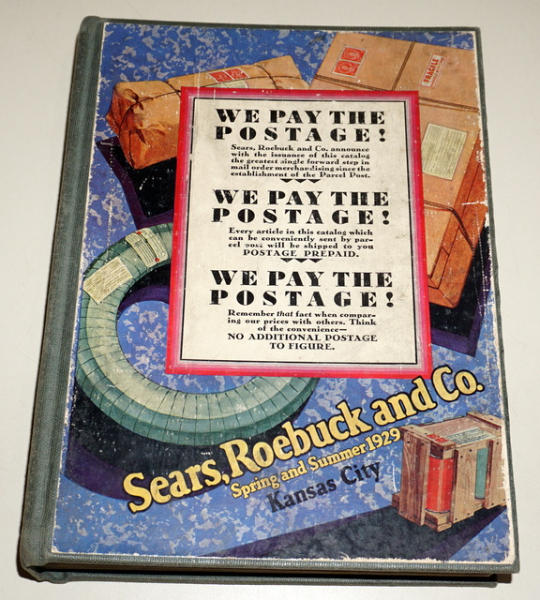 FRAGILE
WE PAY THE
POSTAGE!
Sears, Roebuck and Co. announce
with the issuance of this catalog
the greatest single forward step in
mail order merchandising since the
establishment of the Parcel Post.
WE PAY THE
POSTAGE!
Every article in this catalog which
can be conveniently sent by par-
cel post will be shipped to you
POSTAGE PREPAID.
WE PAY THE
POSTAGE!
Remember that fact when compar-
ing our prices with others. Think
of the convenience—
NO ADDITIONAL POSTAGE
TO FIGURE.
Sears, Roebuck and Co.
Spring and Summer 1929
Kansas City